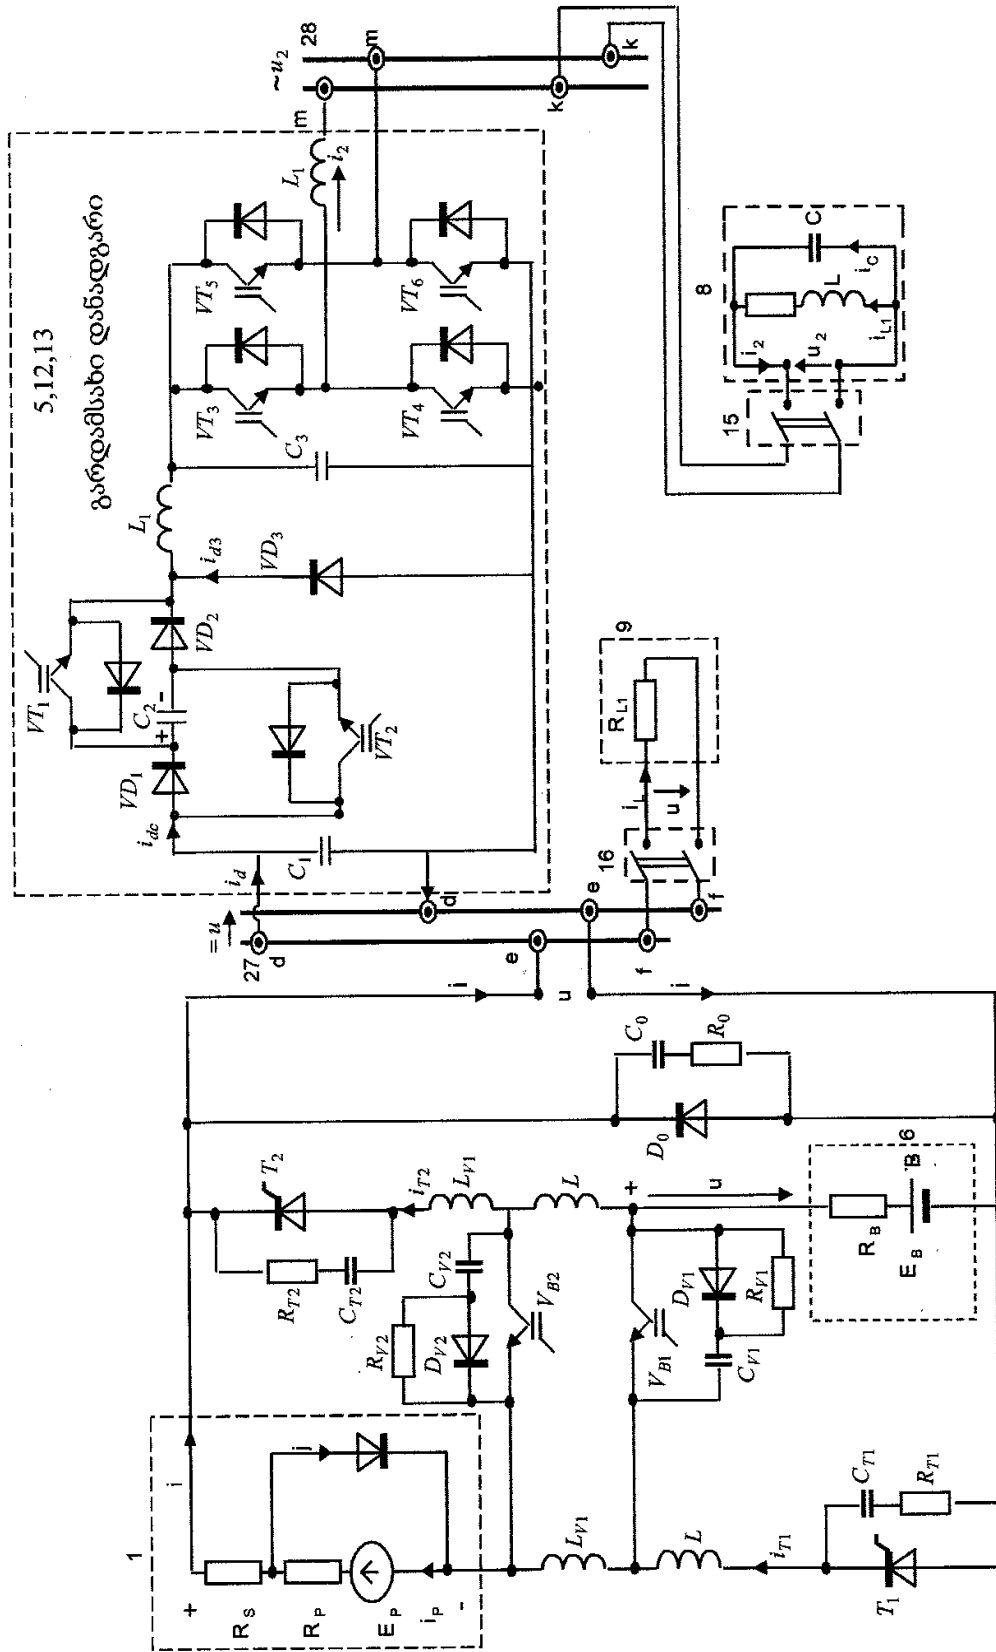 5,12,13
გარდამსახი დანადგარი
VT₁
VD₁
C₂
+
-
VD₂
i_dc
VT₂
C₁
i_d
i_d3
VD₃
L₁
C₃
VT₃
VT₅
VT₄
VT₆
L₁
i₂
~u₂
28
m
m
k
k
= u
27
d
d
e
e
f
f
16
i_L
u
R_L1
9
15
8
i₂
u₂
L
C
i_L1
i_C
1
i
+
R_S
R_P
E_P
i_P
-
j
T₂
R_T2
C_T2
i_T2
L_V1
L
R_V2
D_V2
C_V2
V_B2
L_V1
L
V_B1
D_V1
R_V1
C_V1
+
u
R_B
E_B
B
6
i
u
i
D₀
C₀
R₀
i_T1
T₁
C_T1
R_T1